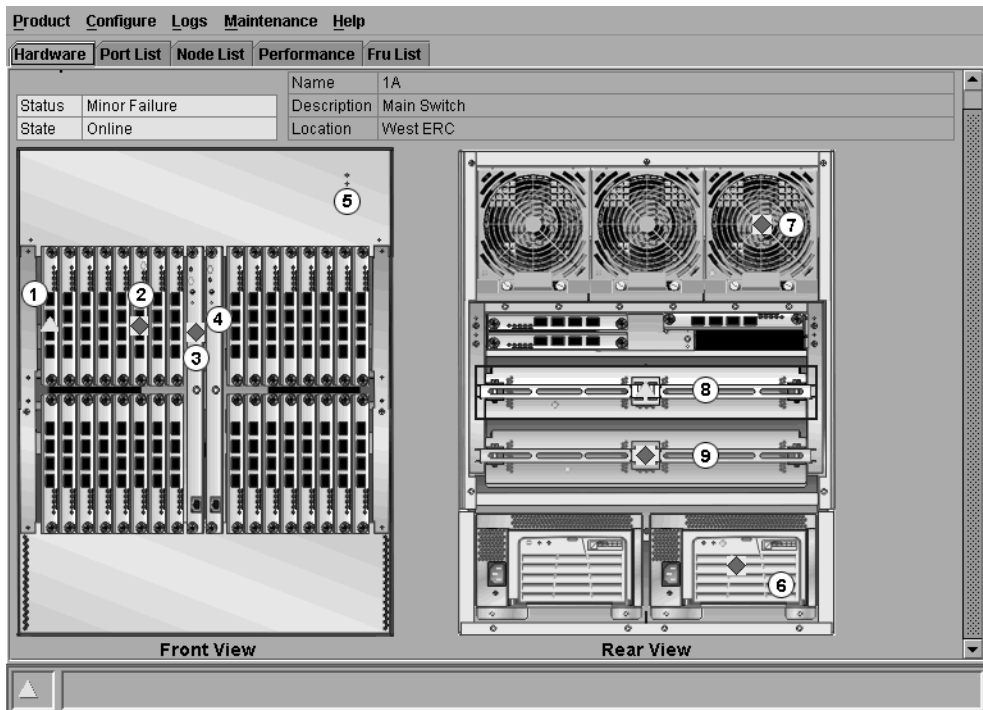 Product Configure Logs Maintenance Help
Hardware Port List Node List Performance Fru List
Name 1A
Status Minor Failure Description Main Switch
State Online Location West ERC
5
7
1 2
4
3
8
9
6
Front View Rear View